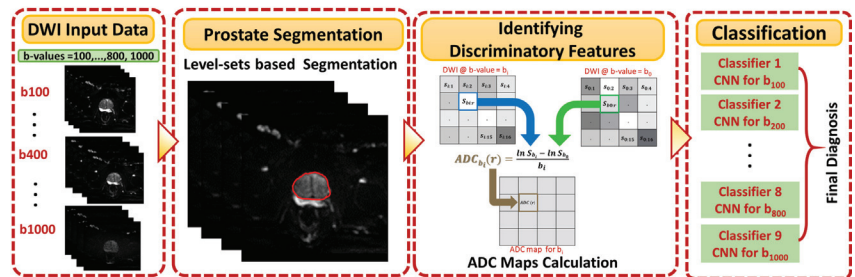 DWI Input Data
b-values =100,...,800, 1000
b100
b400
b1000
Prostate Segmentation
Level-sets based Segmentation
Identifying
Discriminatory Features
DWI @ b-value = bᵢ
DWI @ b-value = b₀
ADC_bᵢ(r) = (ln S_bᵢ − ln S_b₀) / bᵢ
ADC (r)
ADC map for bᵢ
ADC Maps Calculation
Classification
Classifier 1
CNN for b₁₀₀
Classifier 2
CNN for b₂₀₀
Classifier 8
CNN for b₈₀₀
Classifier 9
CNN for b₁₀₀₀
Final Diagnosis